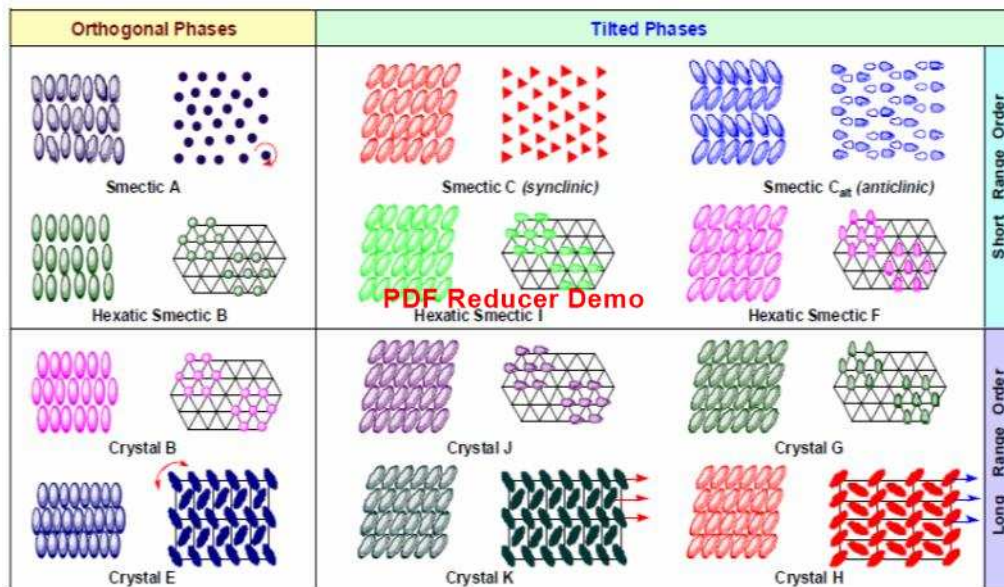 Orthogonal Phases
Tilted Phases
Smectic A
Smectic C (synclinic)
Smectic Calt (anticlinic)
Short Range Order
Hexatic Smectic B
Hexatic Smectic I
Hexatic Smectic F
PDF Reducer Demo
Crystal B
Crystal J
Crystal G
Long Range Order
Crystal E
Crystal K
Crystal H